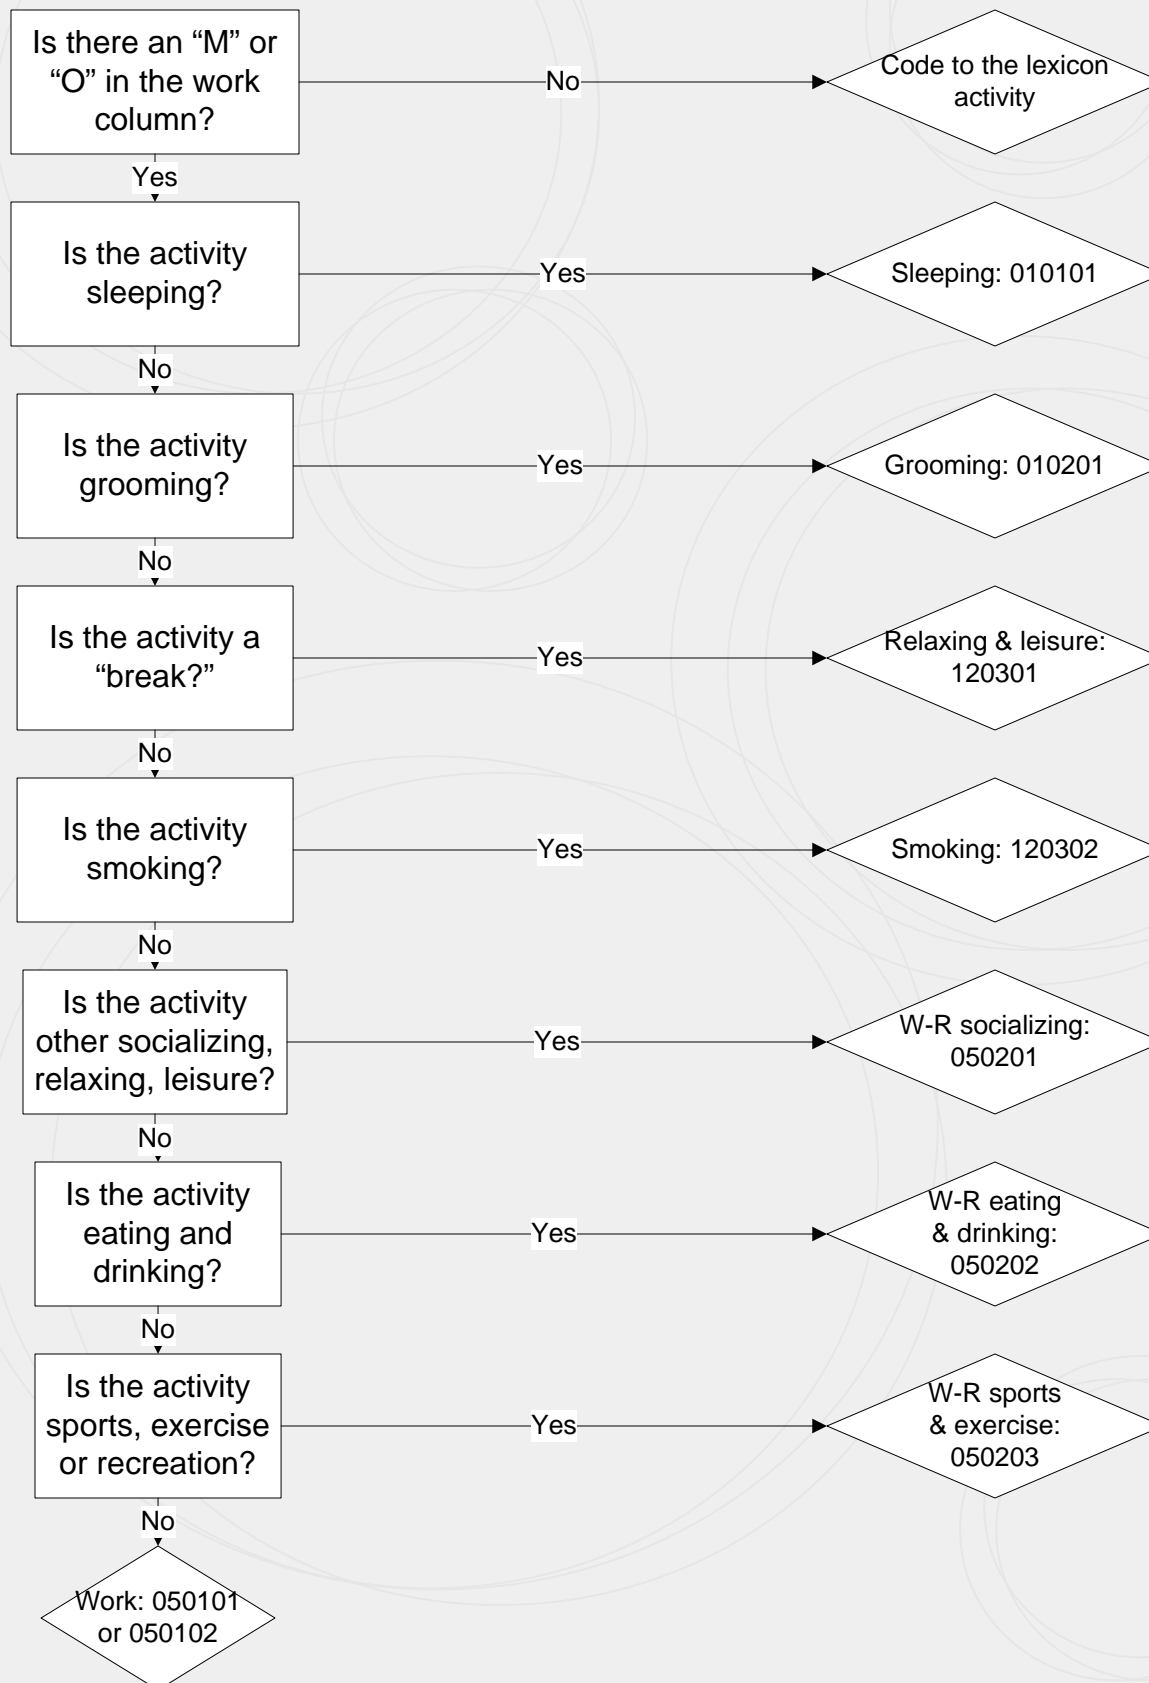 Is there an “M” or
“O” in the work
column?
No
Code to the lexicon
activity
Yes
Is the activity
sleeping?
Yes
Sleeping: 010101
No
Is the activity
grooming?
Yes
Grooming: 010201
No
Is the activity a
“break?”
Yes
Relaxing & leisure:
120301
No
Is the activity
smoking?
Yes
Smoking: 120302
No
Is the activity
other socializing,
relaxing, leisure?
Yes
W-R socializing:
050201
No
Is the activity
eating and
drinking?
Yes
W-R eating
& drinking:
050202
No
Is the activity
sports, exercise
or recreation?
Yes
W-R sports
& exercise:
050203
No
Work: 050101
or 050102